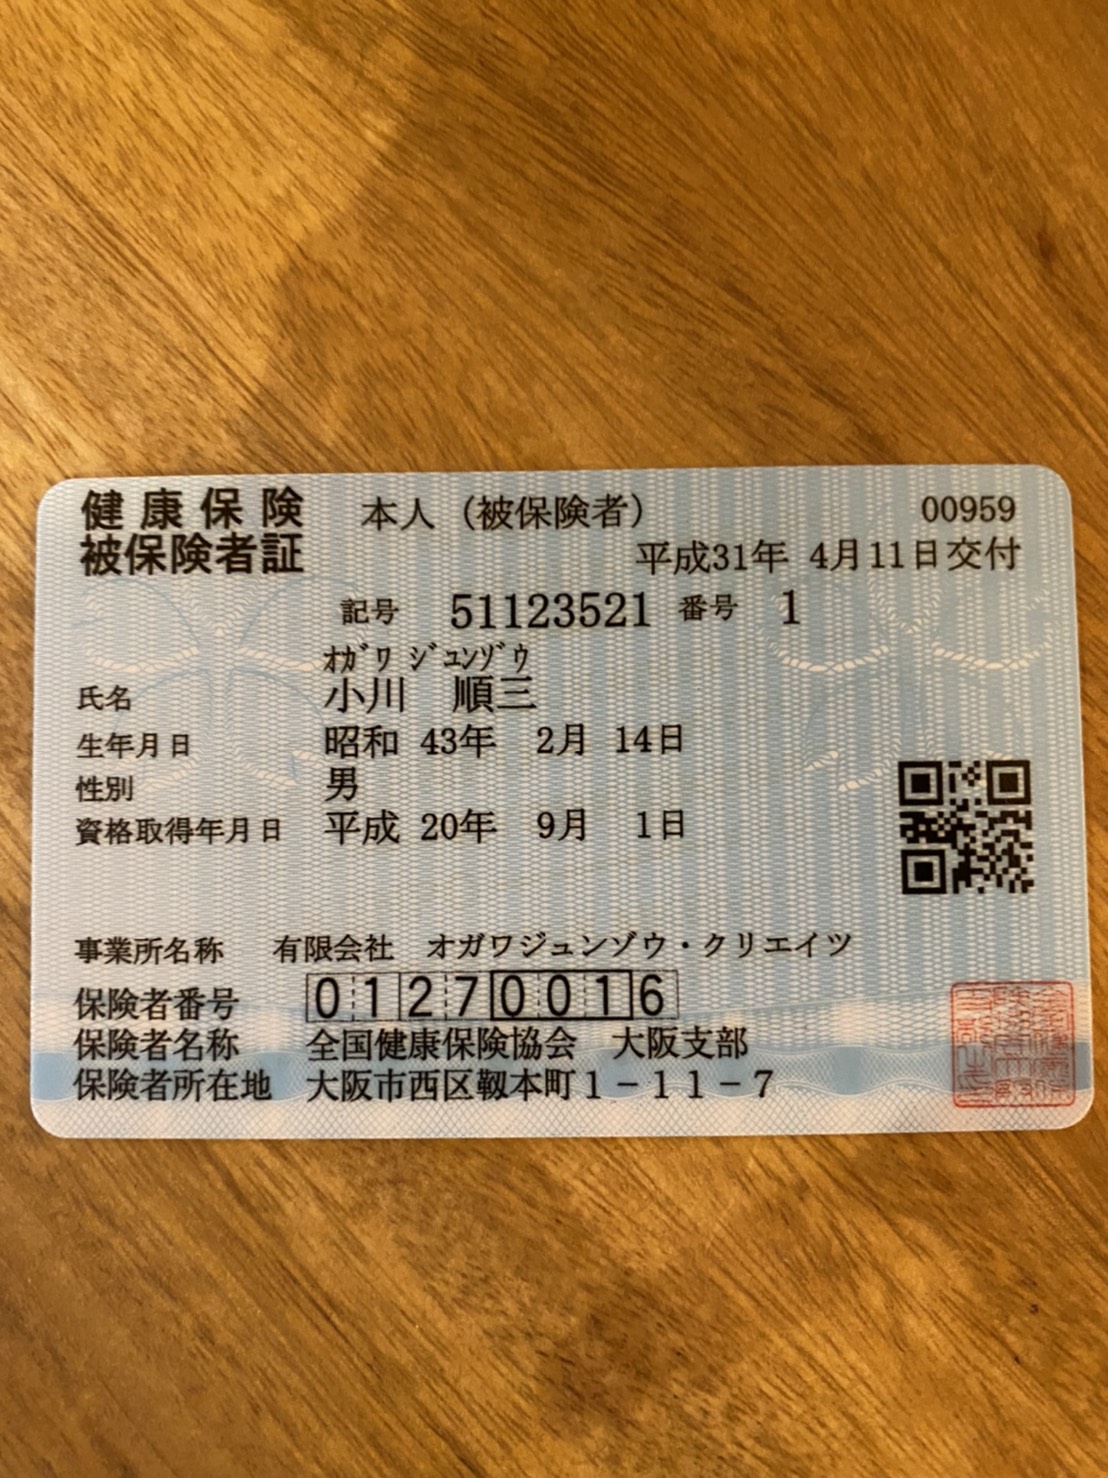 健康保険 本人（被保険者） 00959
被保険者証 平成31年 4月11日交付
記号 51123521 番号 1
ｵｶﾞﾜ ｼﾞﾕﾝｿﾞｳ
氏名 小川 順三
生年月日 昭和 43年 2月 14日
性別 男
資格取得年月日 平成 20年 9月 1日
事業所名称 有限会社 オガワジュンゾウ・クリエイツ
保険者番号 01270016
保険者名称 全国健康保険協会 大阪支部
保険者所在地 大阪市西区靱本町１－１１－７